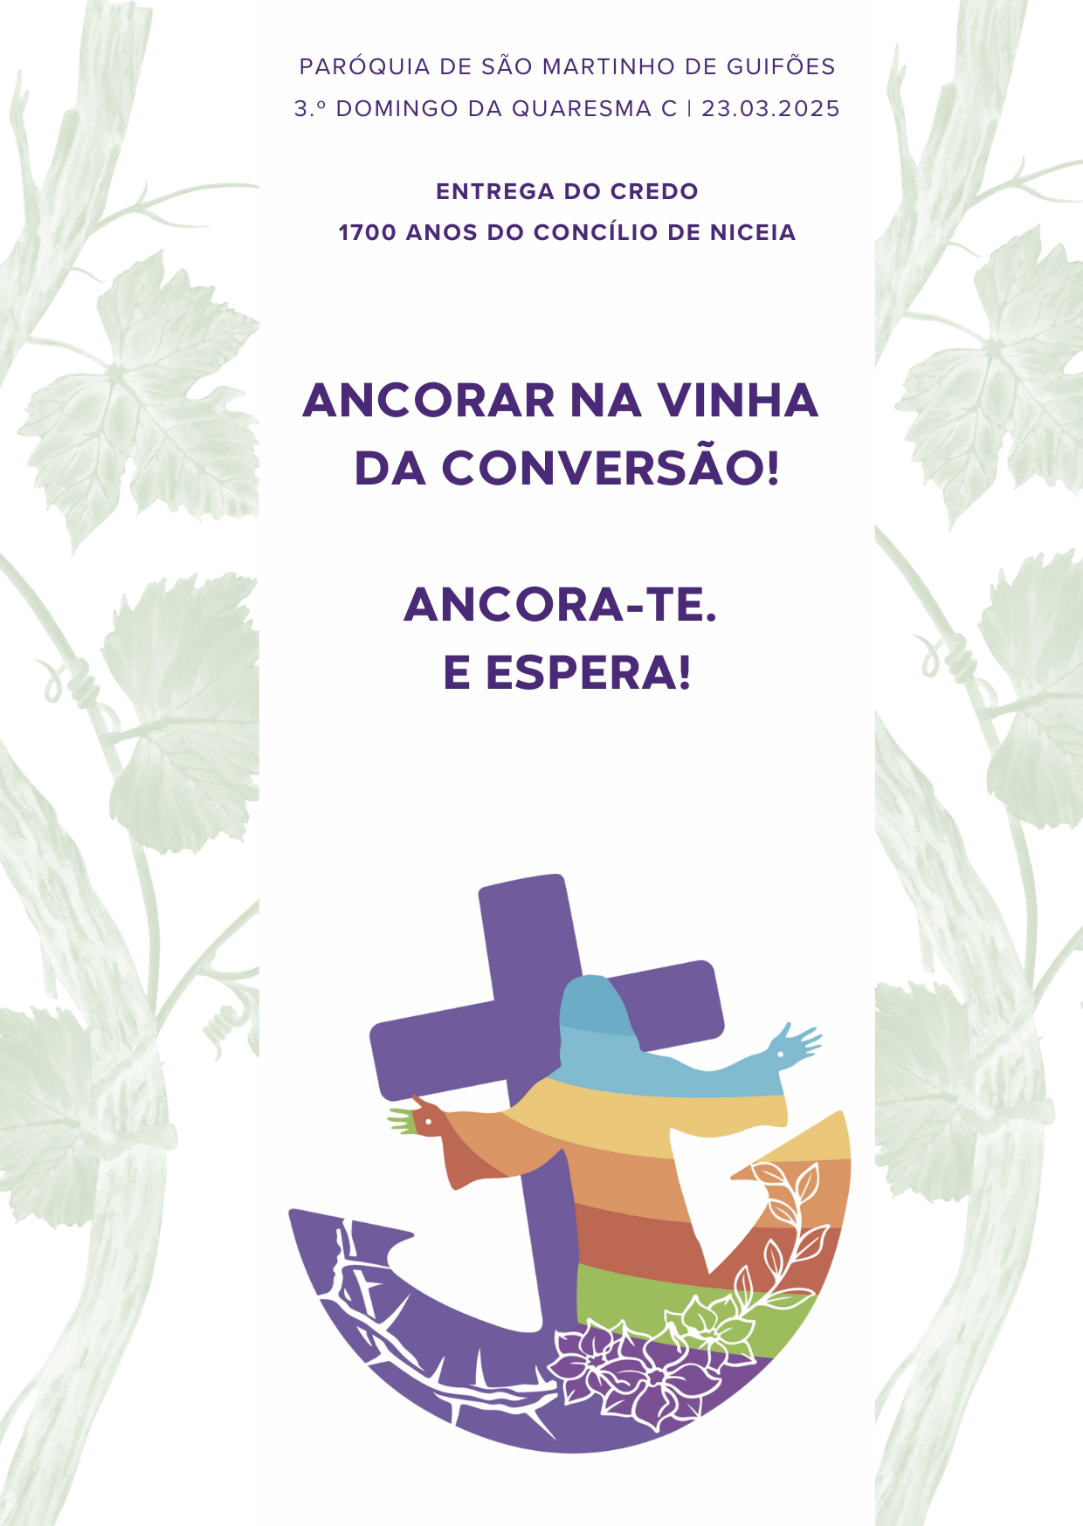 PARÓQUIA DE SÃO MARTINHO DE GUIFÕES
3.º DOMINGO DA QUARESMA C | 23.03.2025
ENTREGA DO CREDO
1700 ANOS DO CONCÍLIO DE NICEIA
ANCORAR NA VINHA
DA CONVERSÃO!
ANCORA-TE.
E ESPERA!